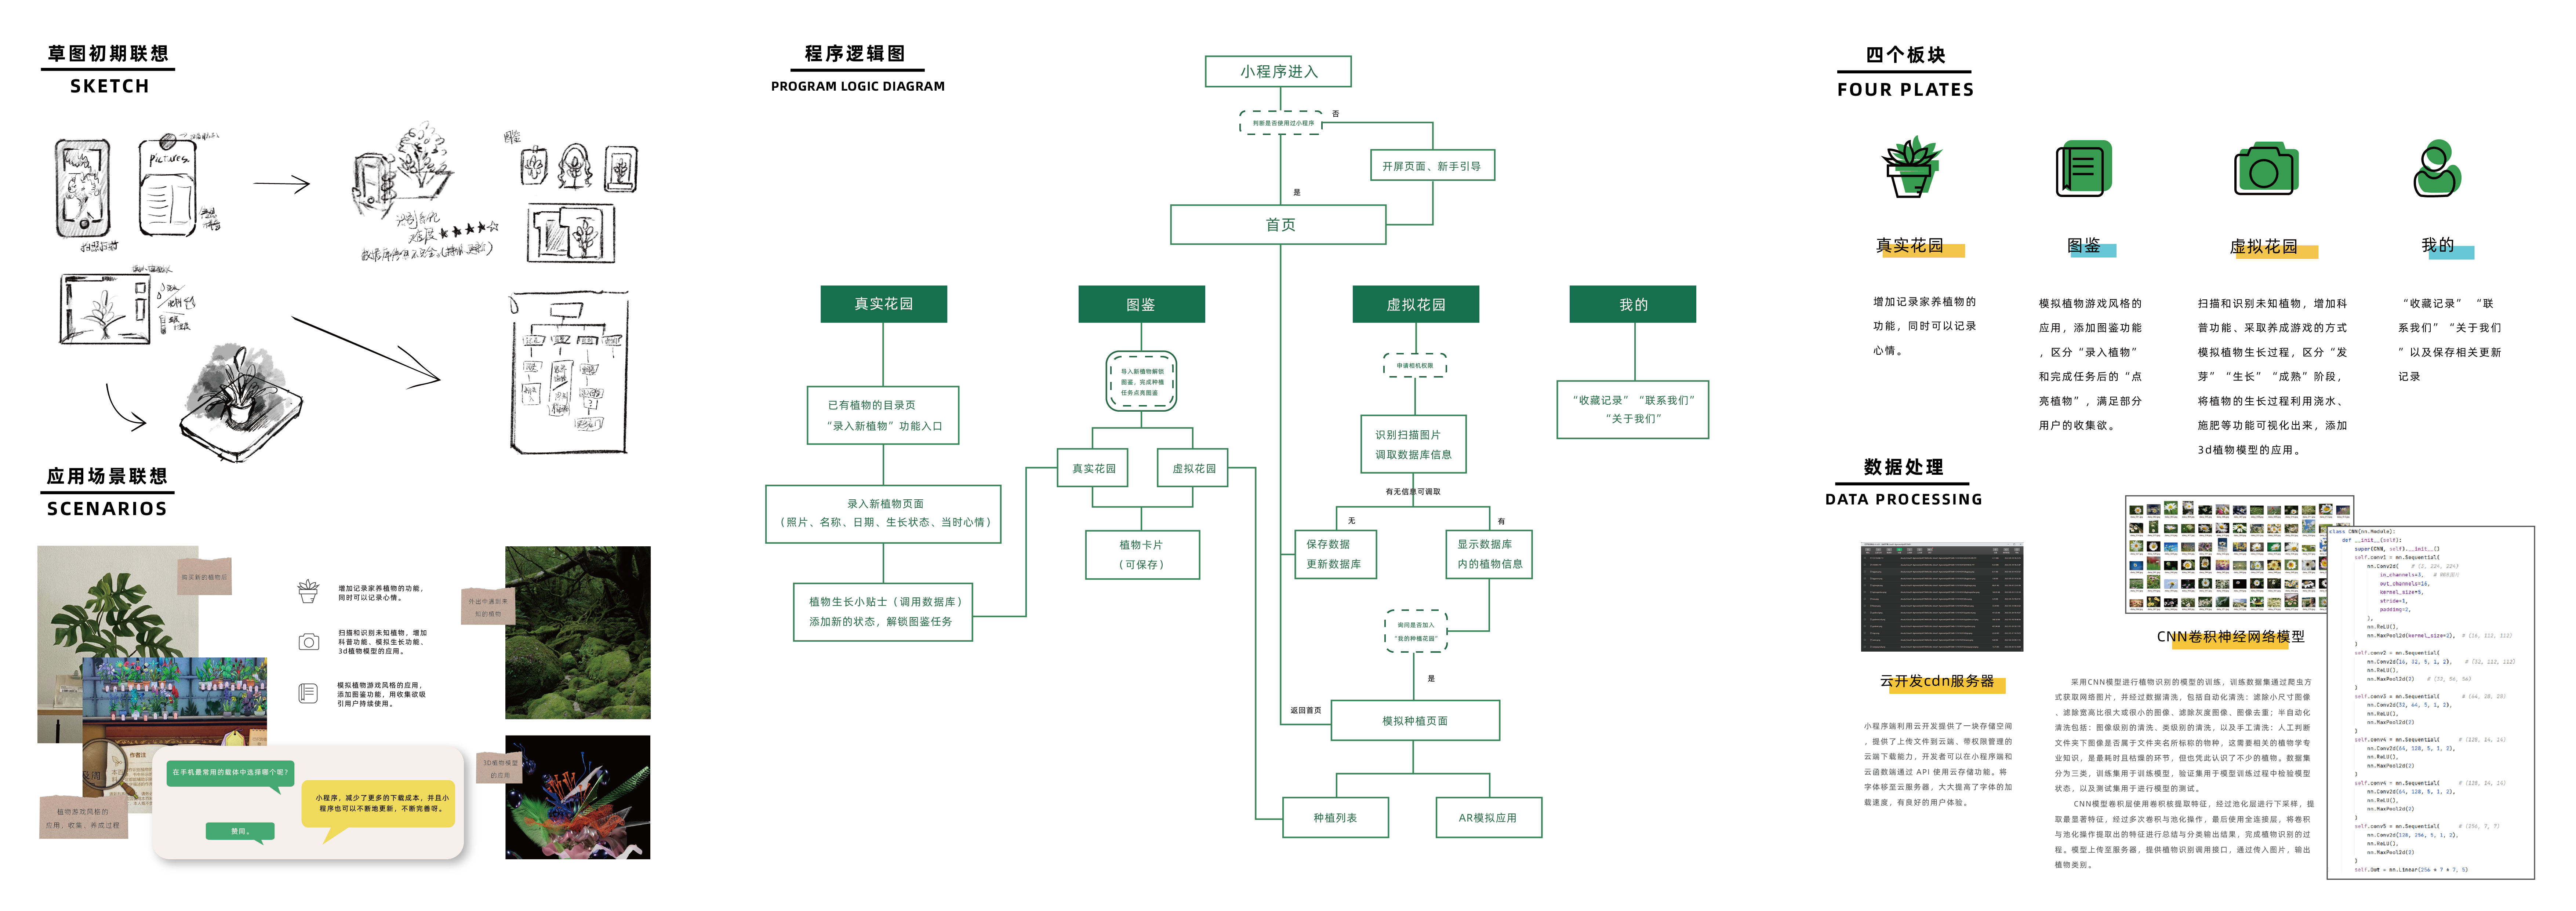 草图初期联想
SKETCH
Pictures.
图鉴
难度
应用场景联想
SCENARIOS
购买新的植物后
增加记录家养植物的功能，
同时可以记录心情。
扫描和识别未知植物，增加
科普功能、模拟生长功能、
3d植物模型的应用。
模拟植物游戏风格的应用，
添加图鉴功能，用收集欲吸
引用户持续使用。
外出中遇到未
知的植物
3D植物模型
的应用
植物游戏风格的
应用、收集、养成过程
作者注
在手机最常用的载体中选择哪个呢？
小程序，减少了更多的下载成本，并且小
程序也可以不断地更新，不断完善呀。
赞同。
程序逻辑图
PROGRAM LOGIC DIAGRAM
小程序进入
判断是否使用过小程序
否
开屏页面、新手引导
是
首页
真实花园
图鉴
虚拟花园
我的
已有植物的目录页
“录入新植物”功能入口
录入新植物页面
（照片、名称、日期、生长状态、当时心情）
植物生长小贴士（调用数据库）
添加新的状态，解锁图鉴任务
导入新植物解锁
图鉴，完成种植
任务点亮图鉴
真实花园
虚拟花园
植物卡片
（可保存）
申请相机权限
识别扫描图片
调取数据库信息
有无信息可调取
无
有
保存数据
更新数据库
显示数据库
内的植物信息
询问是否加入
“我的种植花园”
是
返回首页
模拟种植页面
种植列表
AR模拟应用
“收藏记录” “联系我们”
“关于我们”
四个板块
FOUR PLATES
真实花园
图鉴
虚拟花园
我的
增加记录家养植物的
功能，同时可以记录
心情。
模拟植物游戏风格的
应用，添加图鉴功能
，区分“录入植物”
和完成任务后的“点
亮植物”，满足部分
用户的收集欲。
扫描和识别未知植物，增加科
普功能、采取养成游戏的方式
模拟植物生长过程，区分“发
芽”“生长”“成熟”阶段，
将植物的生长过程利用浇水、
施肥等功能可视化出来，添加
3d植物模型的应用。
“收藏记录” “联
系我们”“关于我们
”以及保存相关更新
记录
数据处理
DATA PROCESSING
云开发cdn服务器
小程序端利用云开发提供了一块存储空间
，提供了上传文件到云端、带权限管理的
云端下载能力，开发者可以在小程序端和
云函数端通过 API 使用云存储功能。将
字体移至云服务器，大大提高了字体的加
载速度，有良好的用户体验。
CNN卷积神经网络模型
采用CNN模型进行植物识别的模型的训练，训练数据集通过爬虫方
式获取网络图片，并经过数据清洗，包括自动化清洗：滤除小尺寸图像
、滤除宽高比很大或很小的图像、滤除灰度图像、图像去重；半自动化
清洗包括：图像级别的清洗、类级别的清洗，以及手工清洗：人工判断
文件夹下图像是否属于文件夹名所标称的物种，这需要相关的植物学专
业知识，是最耗时且枯燥的环节，但也凭此认识了不少的植物。数据集
分为三类，训练集用于训练模型，验证集用于模型训练过程中检验模型
状态，以及测试集用于进行模型的测试。
CNN模型卷积层使用卷积核提取特征，经过池化层进行下采样，提
取最显著特征，经过多次卷积与池化操作，最后使用全连接层，将卷积
与池化操作提取出的特征进行总结与分类输出结果，完成植物识别的过
程。模型上传至服务器，提供植物识别调用接口，通过传入图片，输出
植物类别。
class CNN(nn.Module):
def __init__(self):
super(CNN, self).__init__()
self.conv1 = nn.Sequential(
nn.Conv2d( # (3, 224, 224)
in_channels=3,
out_channels=16,
kernel_size=5,
stride=1,
padding=2,
),
nn.ReLU(),
nn.MaxPool2d(kernel_size=2), # (16, 112, 112)
)
self.conv2 = nn.Sequential(
nn.Conv2d(16, 32, 5, 1, 2), # (32, 112, 112)
nn.ReLU(),
nn.MaxPool2d(2) # (32, 56, 56)
)
self.conv3 = nn.Sequential( # (64, 28, 28)
nn.Conv2d(32, 64, 5, 1, 2),
nn.ReLU(),
nn.MaxPool2d(2)
)
self.conv4 = nn.Sequential( # (128, 14, 14)
nn.Conv2d(64, 128, 5, 1, 2),
nn.ReLU(),
nn.MaxPool2d(2)
)
self.conv4 = nn.Sequential( # (128, 14, 14)
nn.Conv2d(64, 128, 5, 1, 2),
nn.ReLU(),
nn.MaxPool2d(2)
)
self.conv5 = nn.Sequential( # (256, 7, 7)
nn.Conv2d(128, 256, 5, 1, 2),
nn.ReLU(),
nn.MaxPool2d(2)
)
self.out = nn.Linear(256 * 7 * 7, 5)